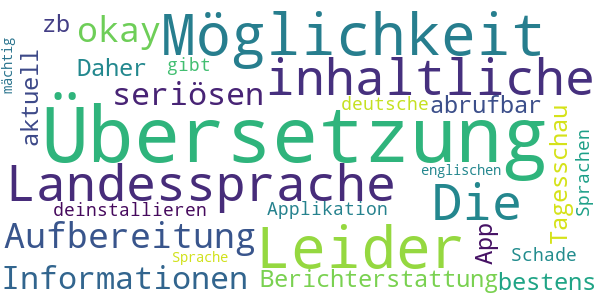 zb okay Möglichkeit
mächtig aktuell Daher gibt inhaltliche
seriösen deutsche abrufbar
Übersetzung Tagesschau Sprachen
Landessprache englischen
deinstallieren Applikation Die
Aufbereitung Leider App Schade
Sprache
Informationen Berichterstattung bestens